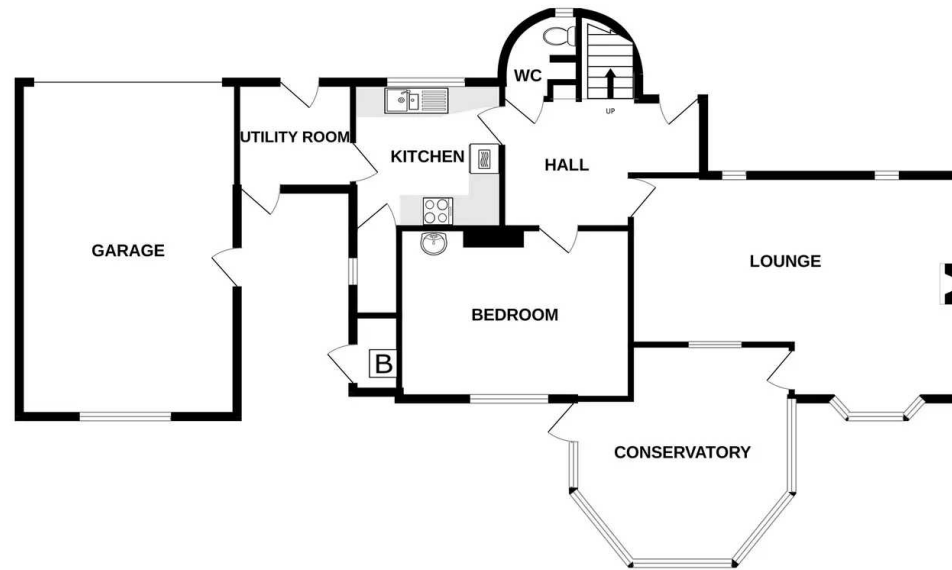 WC
UP
UTILITY ROOM
KITCHEN
HALL
GARAGE
LOUNGE
BEDROOM
B
CONSERVATORY